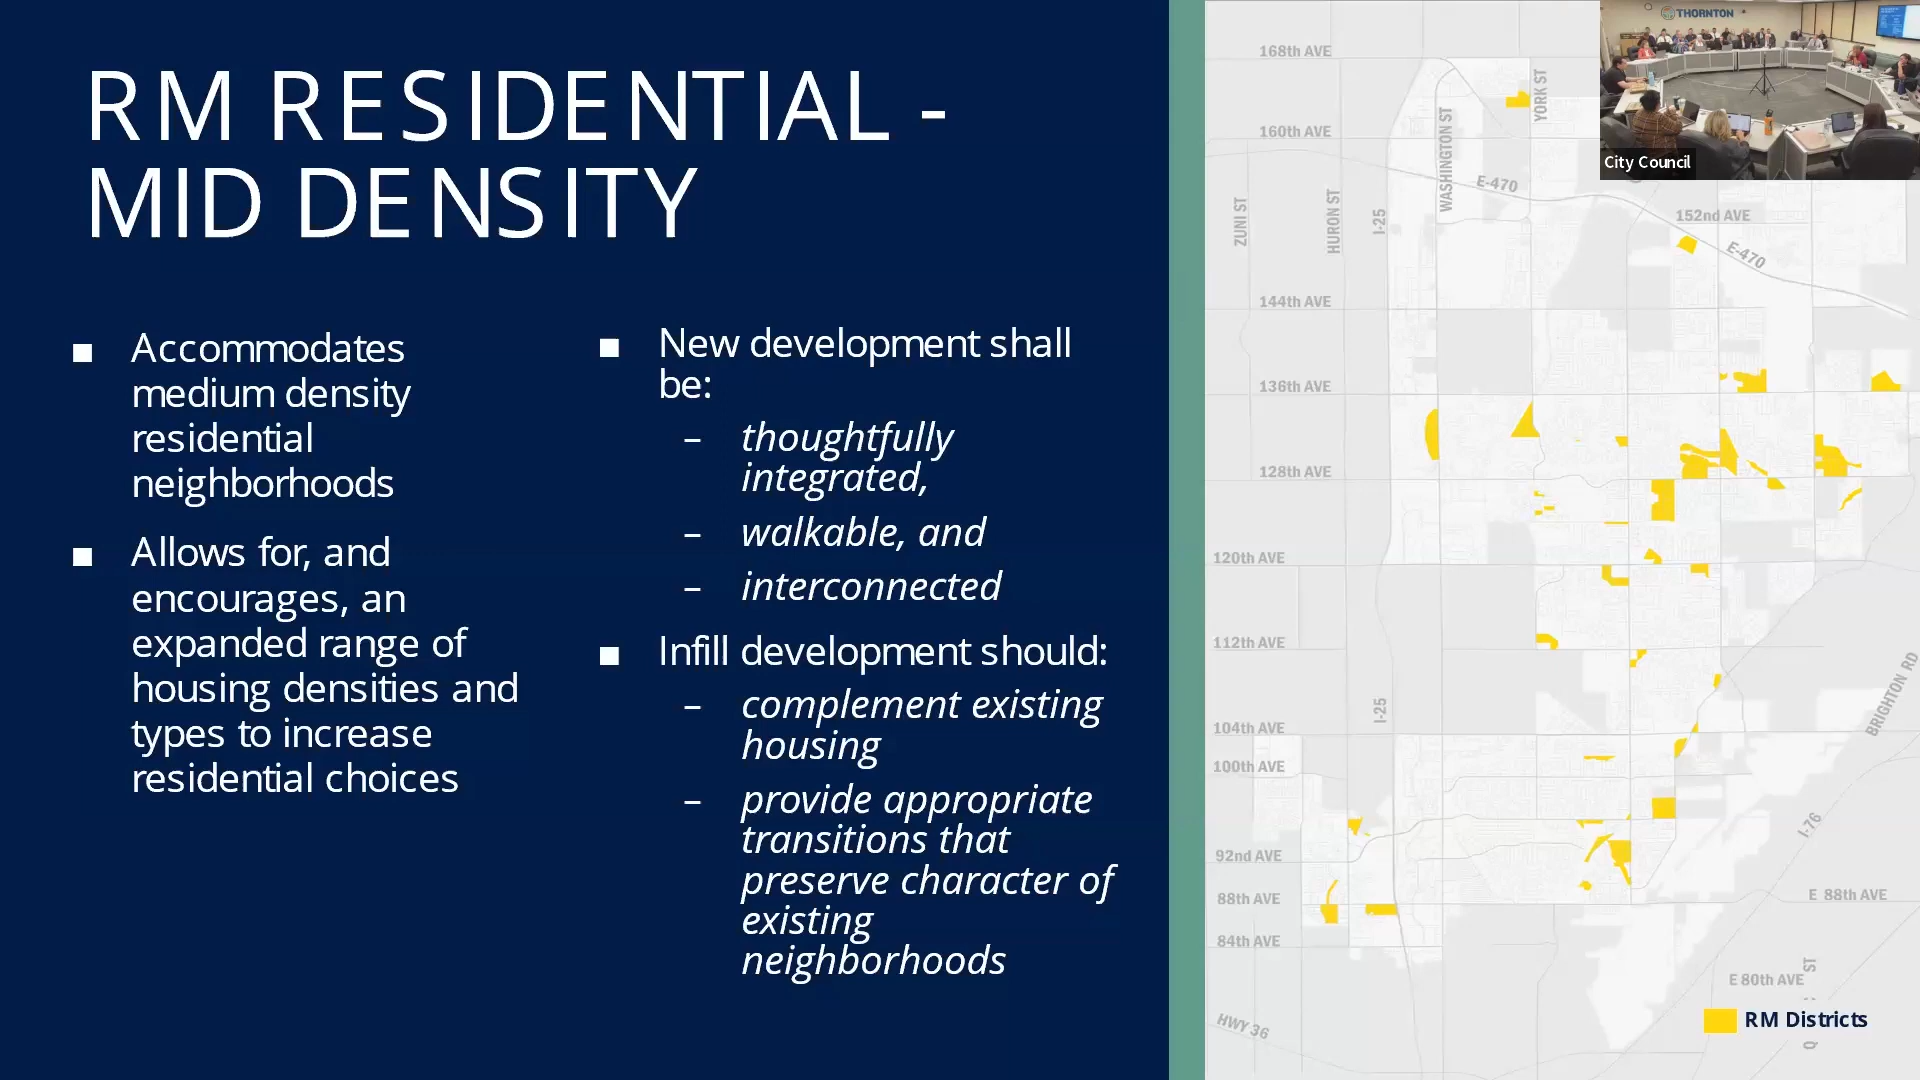 RM RESIDENTIAL -
MID DENSITY
■ Accommodates
medium density
residential
neighborhoods
■ Allows for, and
encourages, an
expanded range of
housing densities and
types to increase
residential choices
■ New development shall
be:
– thoughtfully
integrated,
– walkable, and
– interconnected
■ Infill development should:
– complement existing
housing
– provide appropriate
transitions that
preserve character of
existing
neighborhoods
168th AVE
160th AVE
WASHINGTON ST
YORK ST
E-470
ZUNI ST
HURON ST
I-25
152nd AVE
E-470
144th AVE
136th AVE
128th AVE
120th AVE
112th AVE
I-25
BRIGHTON RD
104th AVE
100th AVE
I-76
92nd AVE
88th AVE
E 88th AVE
84th AVE
E 80th AVE
ST
Q
HWY 36
RM Districts
THORNTON
City Council